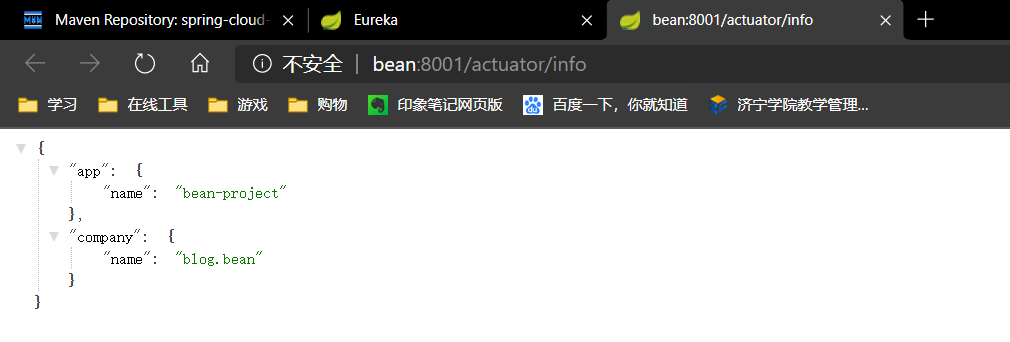 Maven Repository: spring-cloud-
Eureka
bean:8001/actuator/info
不安全 | bean:8001/actuator/info
学习 在线工具 游戏 购物 印象笔记网页版 百度一下，你就知道 济宁学院教学管理...
{
"app": {
"name": "bean-project"
},
"company": {
"name": "blog.bean"
}
}